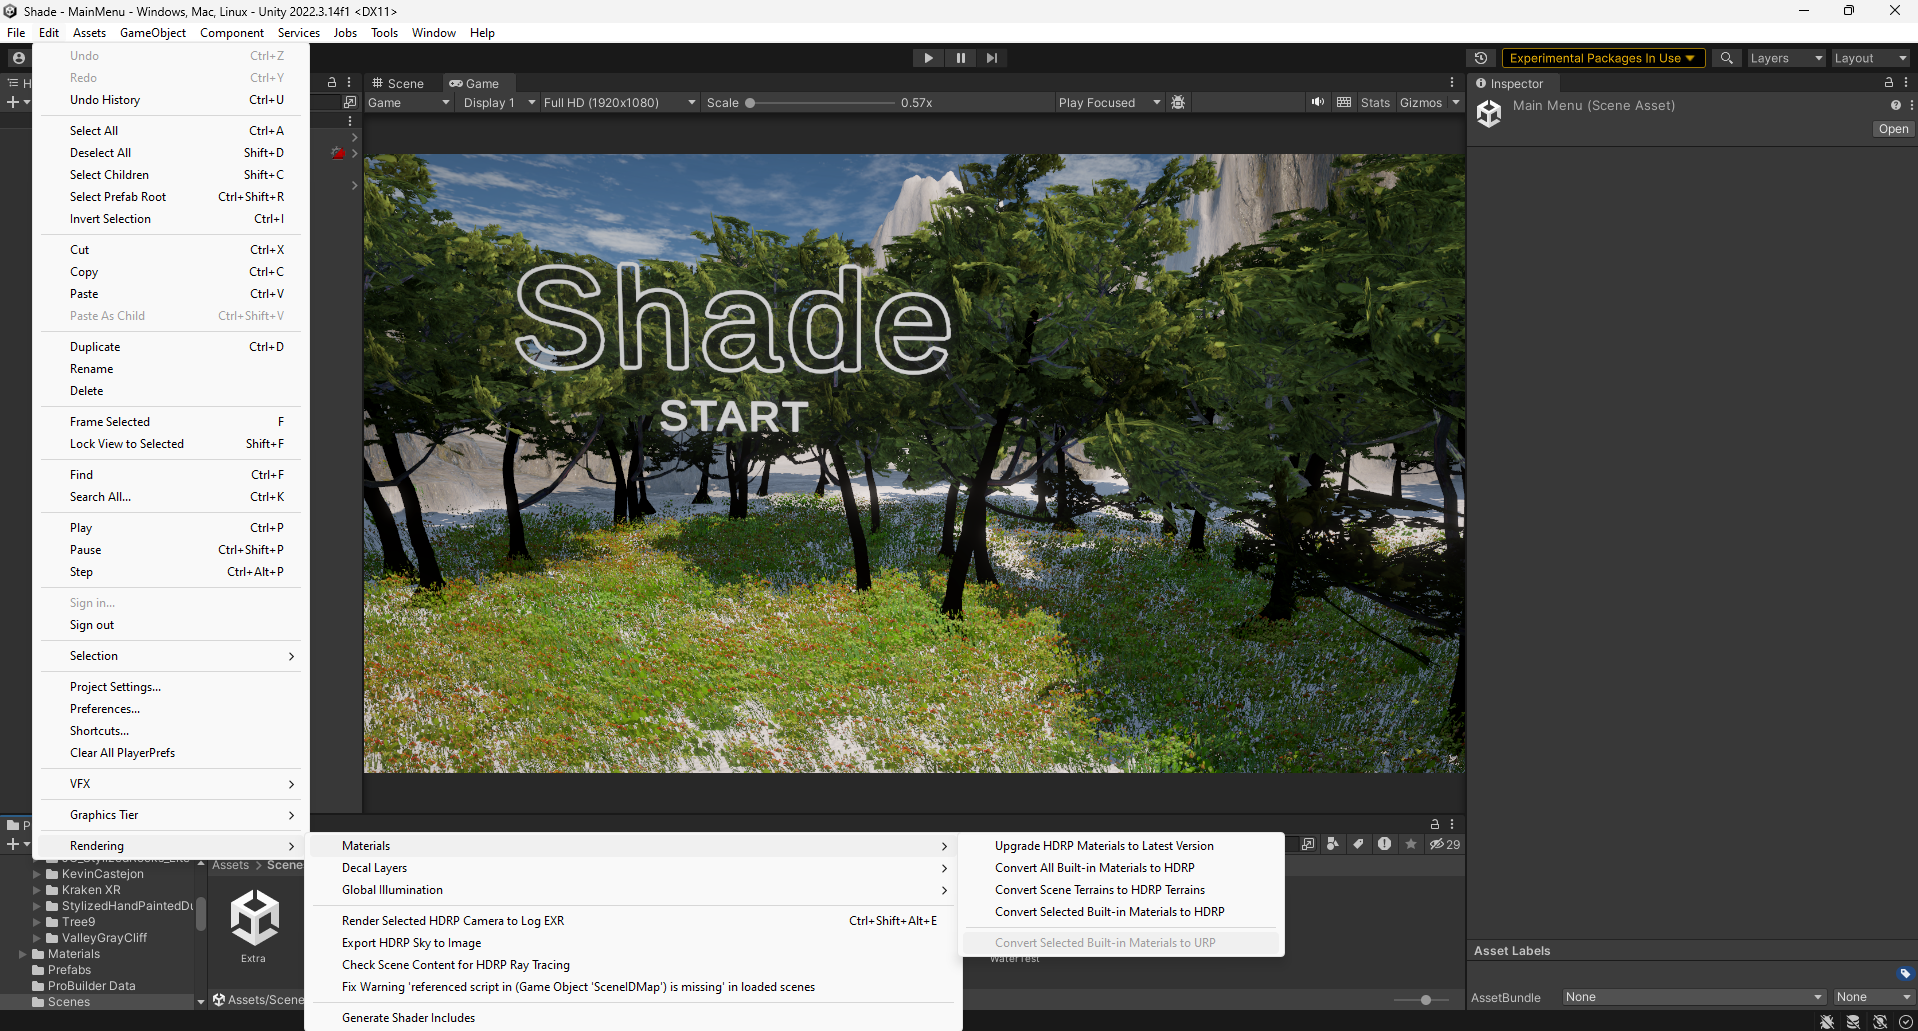 Shade - MainMenu - Windows, Mac, Linux - Unity 2022.3.14f1 <DX11>
File Edit Assets GameObject Component Services Jobs Tools Window Help
Experimental Packages In Use Layers Layout
Undo Ctrl+Z
Redo Ctrl+Y
Undo History Ctrl+U
Select All Ctrl+A
Deselect All Shift+D
Select Children Shift+C
Select Prefab Root Ctrl+Shift+R
Invert Selection Ctrl+I
Cut Ctrl+X
Copy Ctrl+C
Paste Ctrl+V
Paste As Child Ctrl+Shift+V
Duplicate Ctrl+D
Rename
Delete
Frame Selected F
Lock View to Selected Shift+F
Find Ctrl+F
Search All... Ctrl+K
Play Ctrl+P
Pause Ctrl+Shift+P
Step Ctrl+Alt+P
Sign in...
Sign out
Selection
Project Settings...
Preferences...
Shortcuts...
Clear All PlayerPrefs
VFX
Graphics Tier
Rendering
H
Scene Game
Game Display 1 Full HD (1920x1080) Scale 0.57x Play Focused Stats Gizmos
Shade
START
Inspector
Main Menu (Scene Asset)
Open
Materials
Decal Layers
Global Illumination
Render Selected HDRP Camera to Log EXR Ctrl+Shift+Alt+E
Export HDRP Sky to Image
Check Scene Content for HDRP Ray Tracing
Fix Warning 'referenced script in (Game Object 'SceneIDMap') is missing' in loaded scenes
Generate Shader Includes
Upgrade HDRP Materials to Latest Version
Convert All Built-in Materials to HDRP
Convert Scene Terrains to HDRP Terrains
Convert Selected Built-in Materials to HDRP
Convert Selected Built-in Materials to URP
P
29
KevinCastejon
Kraken XR
StylizedHandPaintedDu
Tree9
ValleyGrayCliff
Materials
Prefabs
ProBuilder Data
Scenes
Assets > Scene
Extra
WaterTest
Assets/Scene
Asset Labels
AssetBundle None None